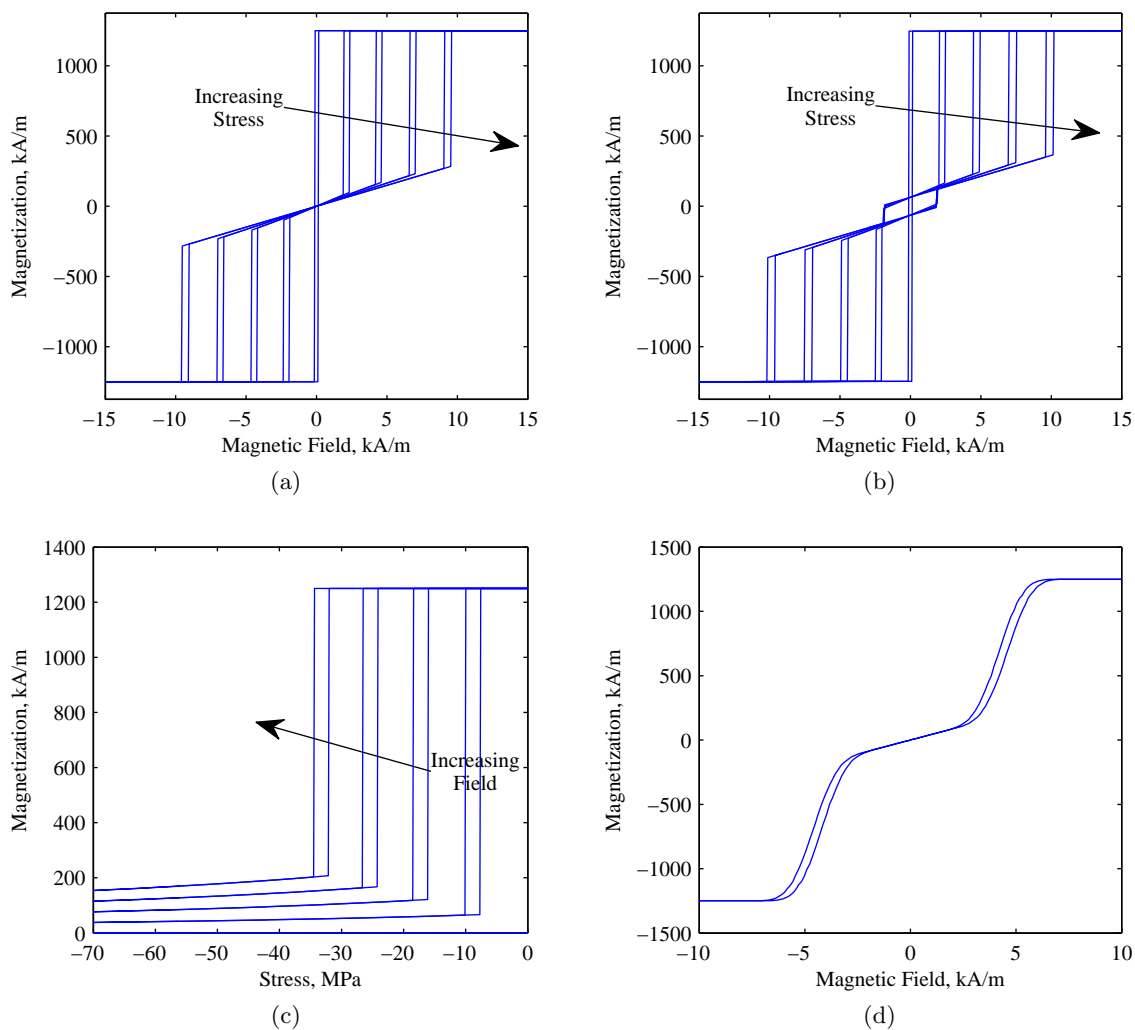 1000
500
0
−500
−1000
Magnetization, kA/m
Increasing
Stress
−15 −10 −5 0 5 10 15
Magnetic Field, kA/m
(a)
1000
500
0
−500
−1000
Magnetization, kA/m
Increasing
Stress
−15 −10 −5 0 5 10 15
Magnetic Field, kA/m
(b)
1400
1200
1000
800
600
400
200
0
Magnetization, kA/m
Increasing
Field
−70 −60 −50 −40 −30 −20 −10 0
Stress, MPa
(c)
1500
1000
500
0
−500
−1000
−1500
Magnetization, kA/m
−10 −5 0 5 10
Magnetic Field, kA/m
(d)